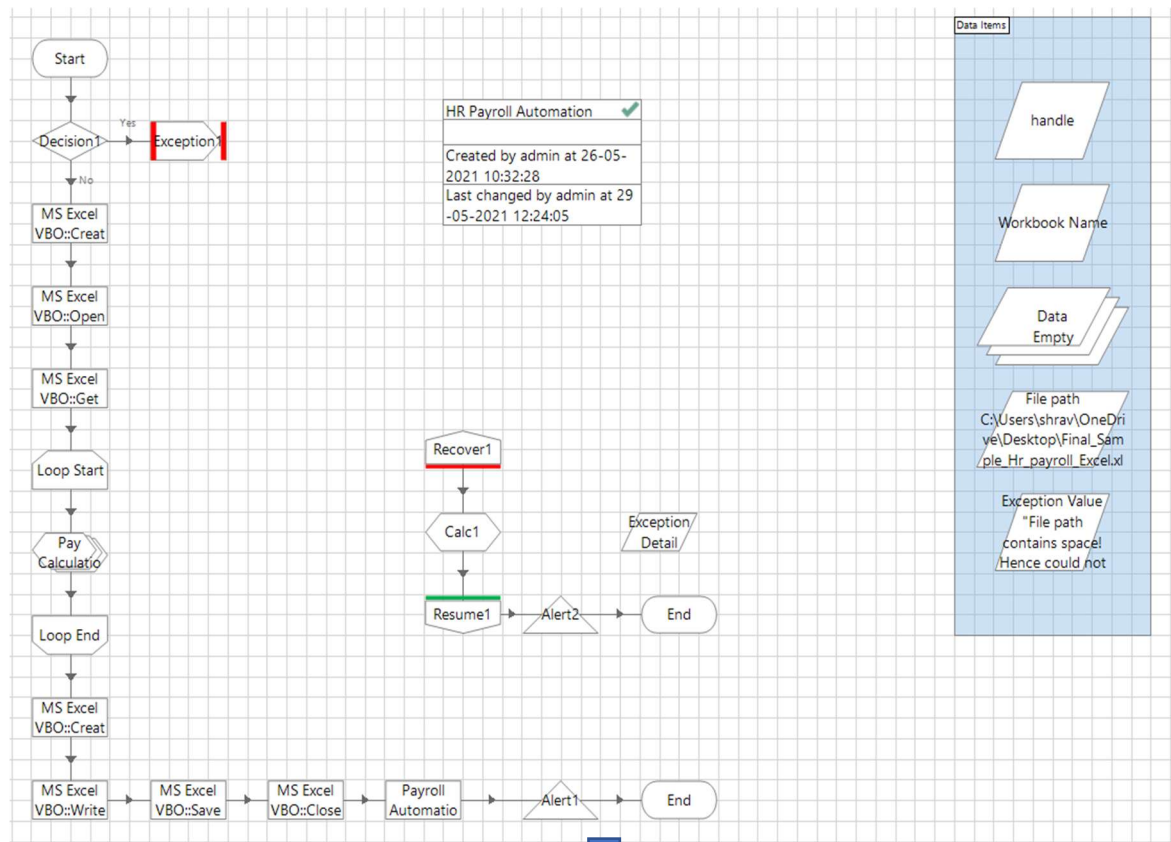 Start
Decision1
Yes
Exception1
No
MS Excel
VBO::Creat
MS Excel
VBO::Open
MS Excel
VBO::Get
Loop Start
Pay
Calculatio
Loop End
MS Excel
VBO::Creat
MS Excel
VBO::Write
MS Excel
VBO::Save
MS Excel
VBO::Close
Payroll
Automatio
Alert1
End
HR Payroll Automation
Created by admin at 26-05-
2021 10:32:28
Last changed by admin at 29
-05-2021 12:24:05
Recover1
Calc1
Exception
Detail
Resume1
Alert2
End
Data Items
handle
Workbook Name
Data
Empty
File path
C:\Users\shrav\OneDri
ve\Desktop\Final_Sam
ple_Hr_payroll_Excel.xl
Exception Value
"File path
contains space!
Hence could not